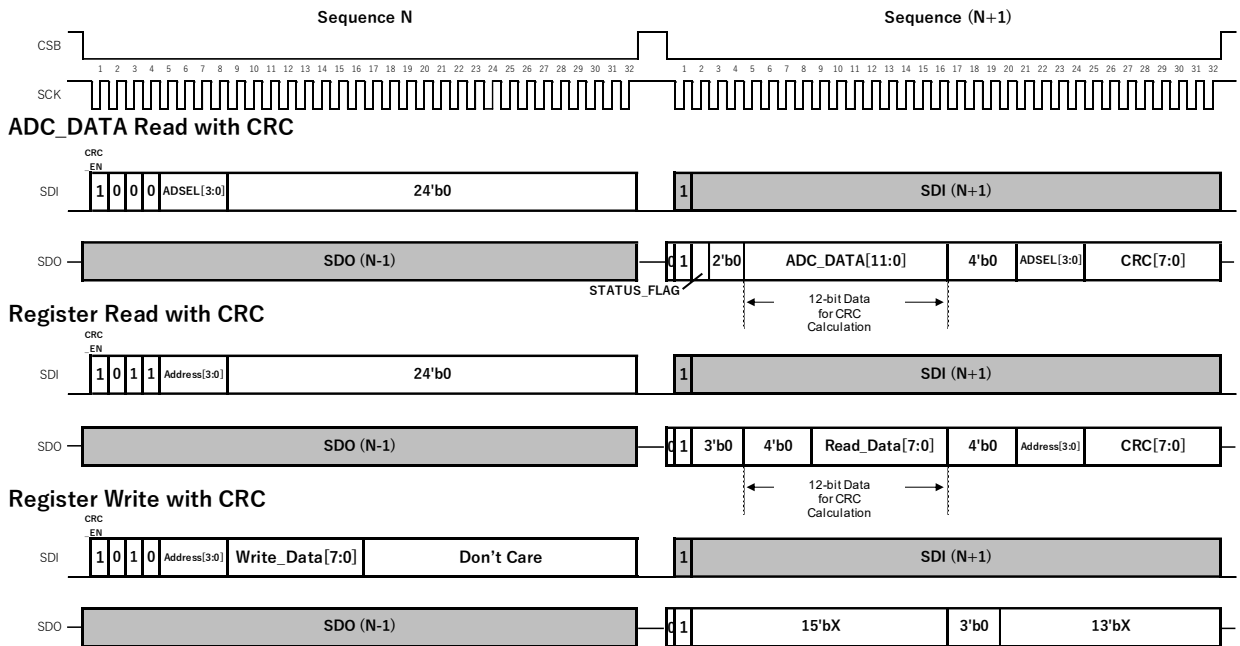 Sequence N Sequence (N+1)
CSB
1 2 3 4 5 6 7 8 9 10 11 12 13 14 15 16 17 18 19 20 21 22 23 24 25 26 27 28 29 30 31 32 1 2 3 4 5 6 7 8 9 10 11 12 13 14 15 16 17 18 19 20 21 22 23 24 25 26 27 28 29 30 31 32
SCK
ADC_DATA Read with CRC
CRC
_EN
SDI 1 0 0 0 ADSEL[3:0] 24'b0 1 SDI (N+1)
SDO SDO (N-1) 0 1 2'b0 ADC_DATA[11:0] 4'b0 ADSEL[3:0] CRC[7:0]
STATUS_FLAG
12-bit Data
for CRC
Calculation
Register Read with CRC
CRC
_EN
SDI 1 0 1 1 Address[3:0] 24'b0 1 SDI (N+1)
SDO SDO (N-1) 0 1 3'b0 4'b0 Read_Data[7:0] 4'b0 Address[3:0] CRC[7:0]
12-bit Data
for CRC
Calculation
Register Write with CRC
CRC
_EN
SDI 1 0 1 0 Address[3:0] Write_Data[7:0] Don't Care 1 SDI (N+1)
SDO SDO (N-1) 0 1 15'bX 3'b0 13'bX